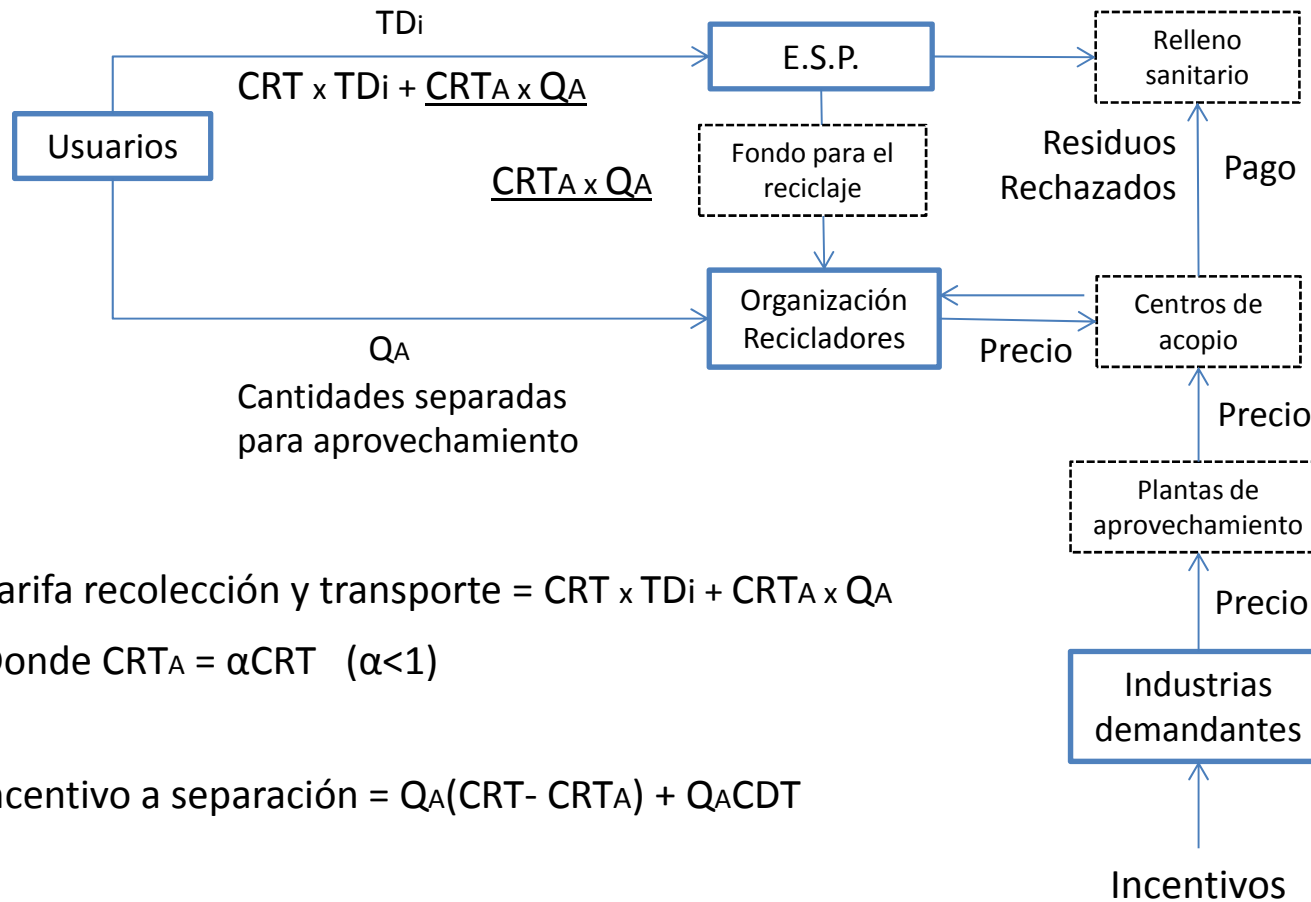 TDi
CRT x TDi + CRTA x QA
Usuarios
E.S.P.
Relleno
sanitario
CRTA x QA
Fondo para el
reciclaje
Residuos
Rechazados
Pago
Organización
Recicladores
Precio
Centros de
acopio
QA
Cantidades separadas
para aprovechamiento
Precio
Plantas de
aprovechamiento
Precio
Industrias
demandantes
Incentivos
arifa recolección y transporte = CRT x TDi + CRTA x QA
onde CRTA = αCRT (α<1)
ncentivo a separación = QA(CRT- CRTA) + QACDT